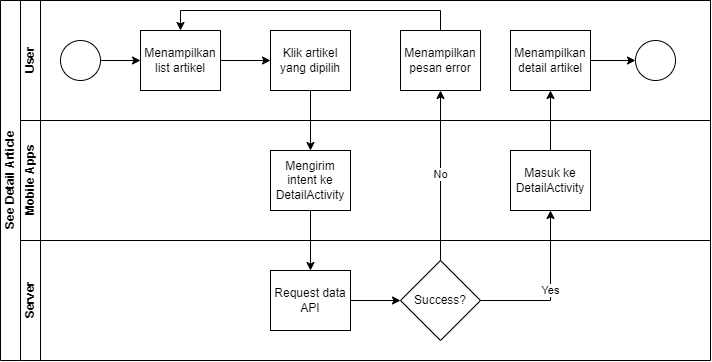 See Detail Article
User
Menampilkan
list artikel
Klik artikel
yang dipilih
Menampilkan
pesan error
Menampilkan
detail artikel
Mobile Apps
Mengirim
intent ke
DetailActivity
No
Masuk ke
DetailActivity
Server
Request data
API
Success?
Yes